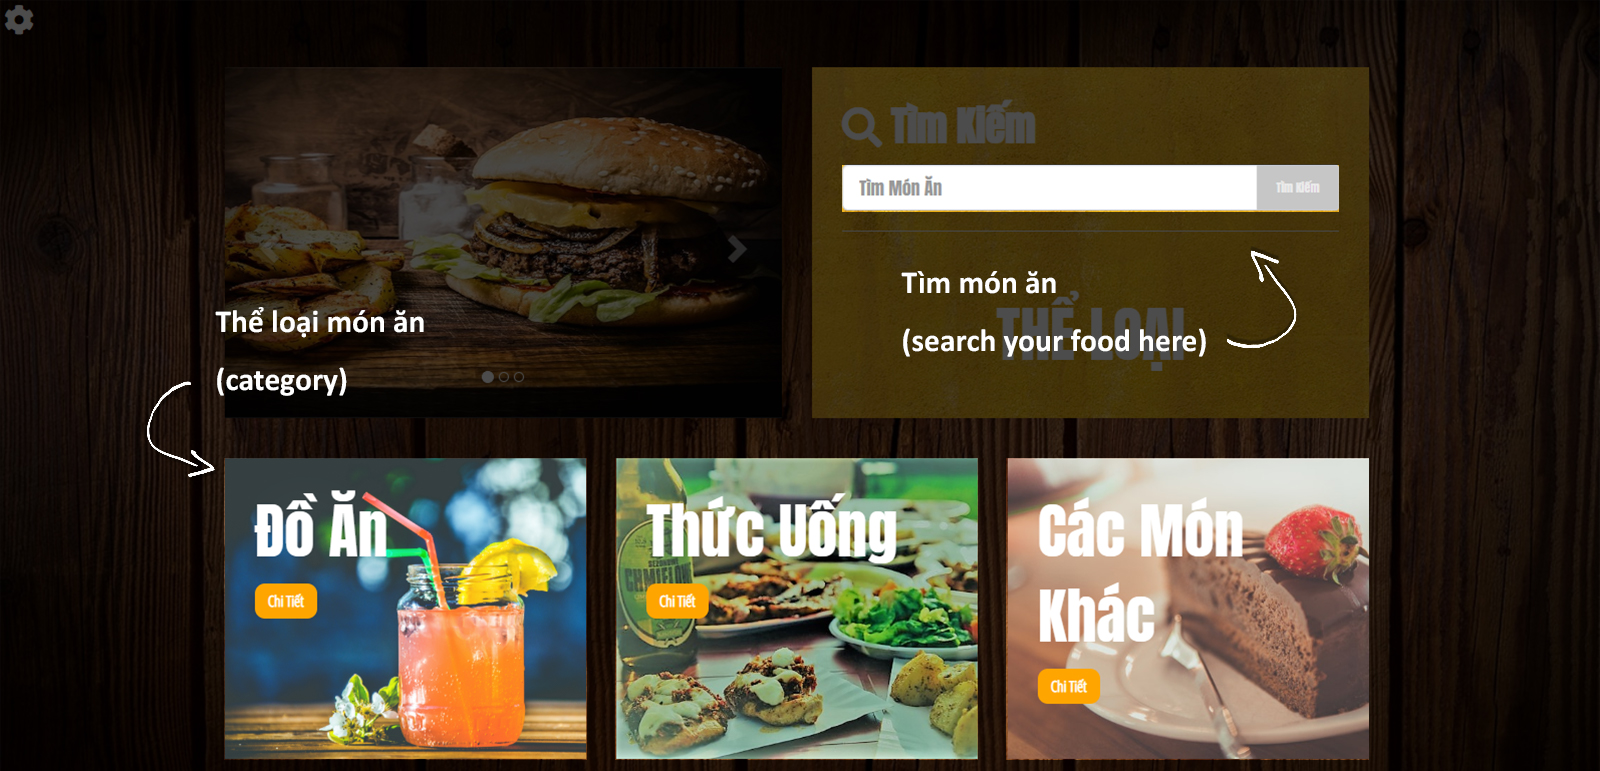 Tìm Kiếm
Tìm Món Ăn
Tìm Kiếm
Tìm món ăn
THỂ LOẠI
(search your food here)
Thể loại món ăn
(category)
Đồ Ăn
Chi Tiết
Thức Uống
Chi Tiết
Các Món
Khác
Chi Tiết